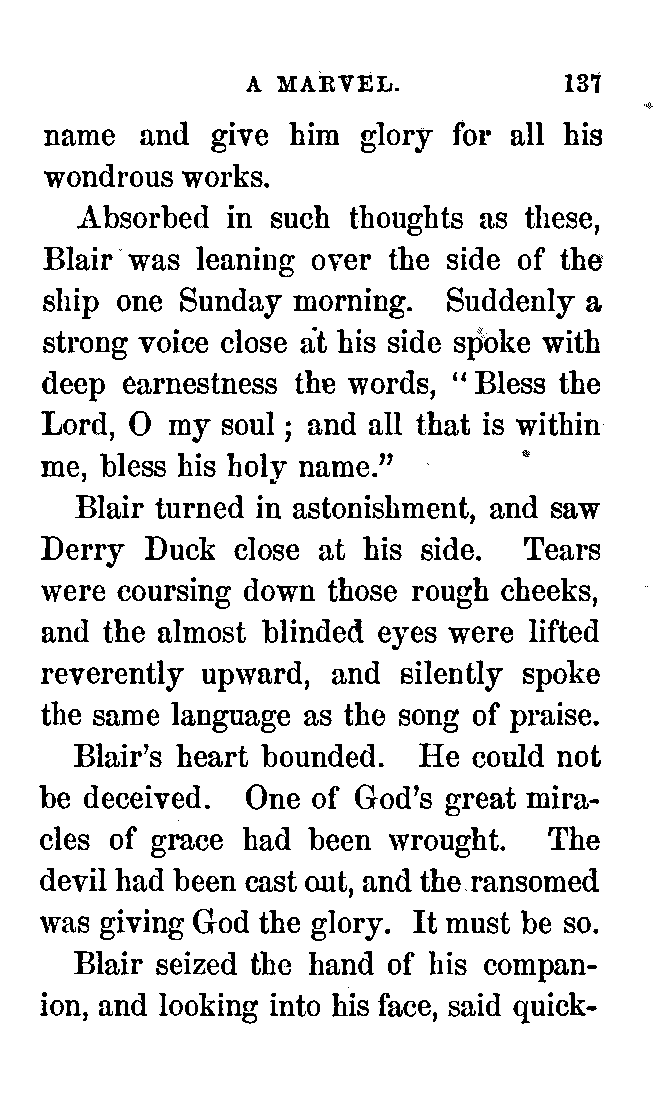 A MARVEL. 137
name and give him glory for all his
wondrous works.
Absorbed in such thoughts as these,
Blair was leaning over the side of the
ship one Sunday morning. Suddenly a
strong voice close at his side spoke with
deep earnestness the words, "Bless the
Lord, O my soul; and all that is within
me, bless his holy name."
Blair turned in astonishment, and saw
Derry Duck close at his side. Tears
were coursing down those rough cheeks,
and the almost blinded eyes were lifted
reverently upward, and silently spoke
the same language as the song of praise.
Blair's heart bounded. He could not
be deceived. One of God's great mira-
cles of grace had been wrought. The
devil had been cast out, and the ransomed
was giving God the glory. It must be so.
Blair seized the hand of his compan-
ion, and looking into his face, said quick-